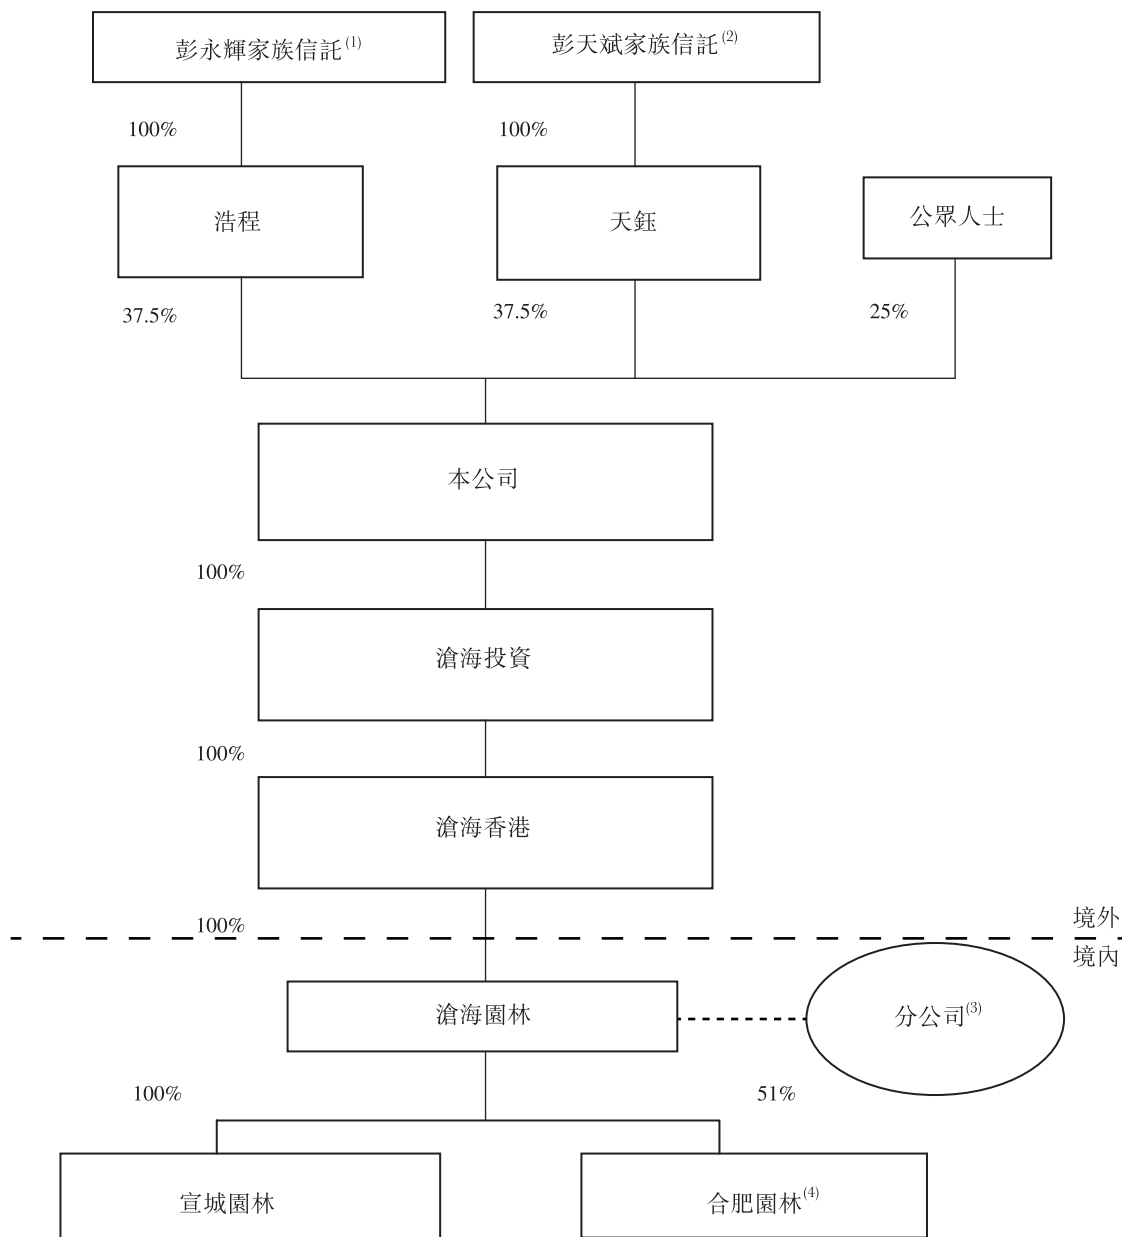 彭永輝家族信託(1)
彭天斌家族信託(2)
100%
100%
浩程
天鈺
公眾人士
37.5%
37.5%
25%
本公司
100%
滄海投資
100%
滄海香港
100%
境外
境內
滄海園林
分公司(3)
100%
51%
宣城園林
合肥園林(4)